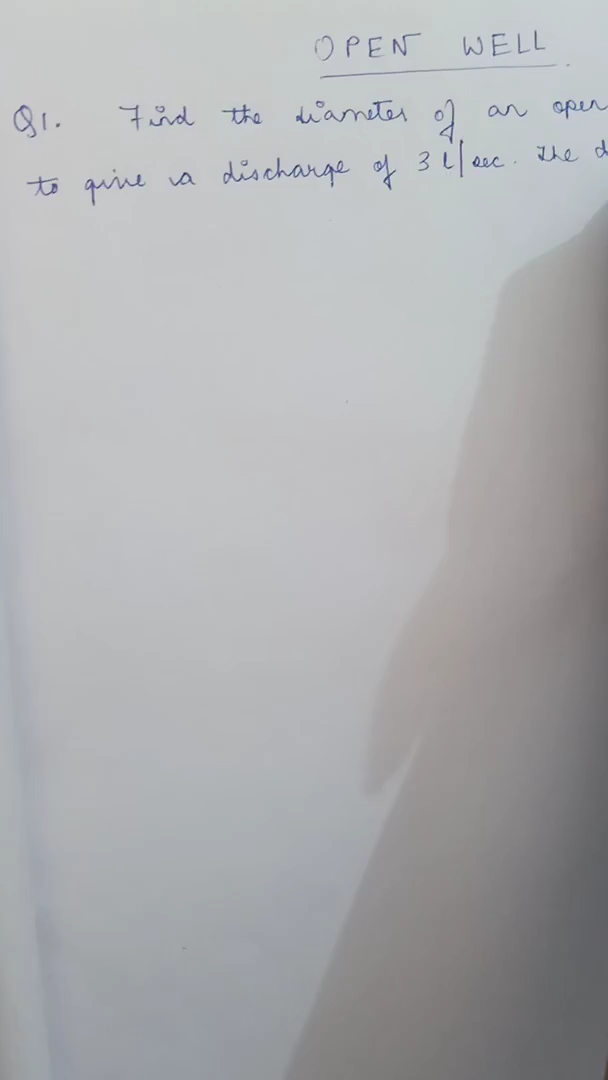 OPEN WELL
Q1. Find the diameter of an open
to give a discharge of 3 l/sec. The d